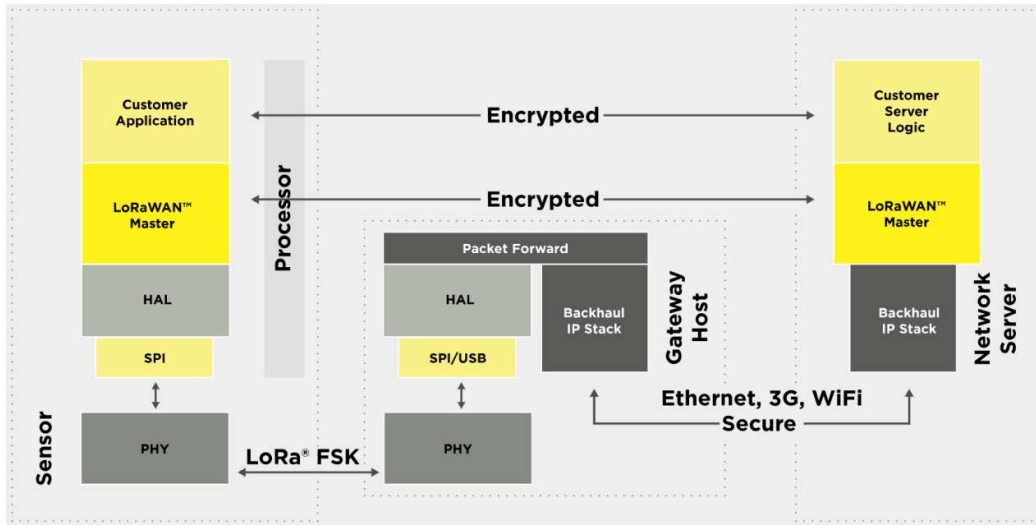 Customer
Application
LoRaWAN™
Master
HAL
SPI
PHY
Sensor
Processor
Encrypted
Encrypted
LoRa® FSK
Packet Forward
HAL
SPI/USB
PHY
Backhaul
IP Stack
Gateway
Host
Ethernet, 3G, WiFi
Secure
Customer
Server
Logic
LoRaWAN™
Master
Backhaul
IP Stack
Network
Server